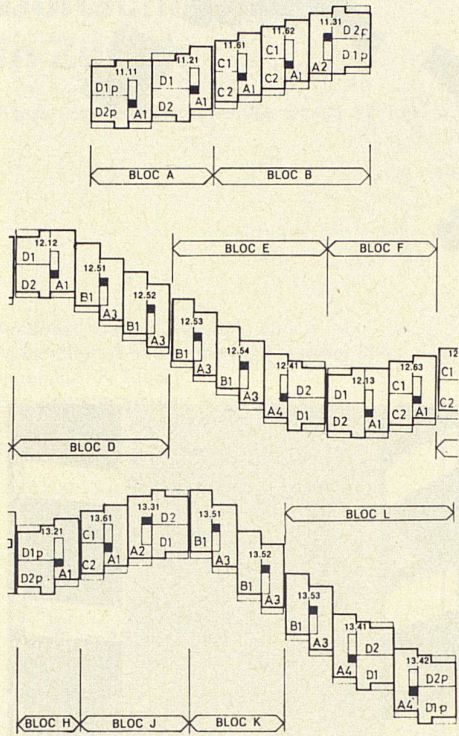 11.11 D1p D2p A1
11.21 D1 D2 A1
11.61 C1 C2 A1
11.62 C1 C2 A1
11.31 D2p A2 D1p
BLOC A BLOC B
12.12 D1 D2 A1
12.51 B1 A3
12.52 B1 A3
BLOC E BLOC F
12.53 B1 A3
12.54 B1 A3
12.41 D2 A4 D1
12.13 D1 D2 A1
12.63 C1 C2 A1
12 C1 C2
BLOC D
13.21 D1p D2p A1
13.61 C1 C2 A1
13.31 D2 A2 D1
13.51 B1 A3
13.52 B1 A3
BLOC L
13.53 B1 A3
13.41 D2 A4 D1
13.42 D2p A4 D1p
BLOC H BLOC J BLOC K